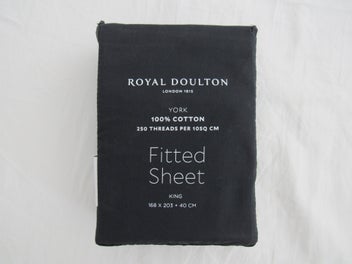 ROYAL DOULTON
LONDON 1815
YORK
100% COTTON
250 THREADS PER 10SQ CM
Fitted
Sheet
KING
168 X 203 + 40 CM